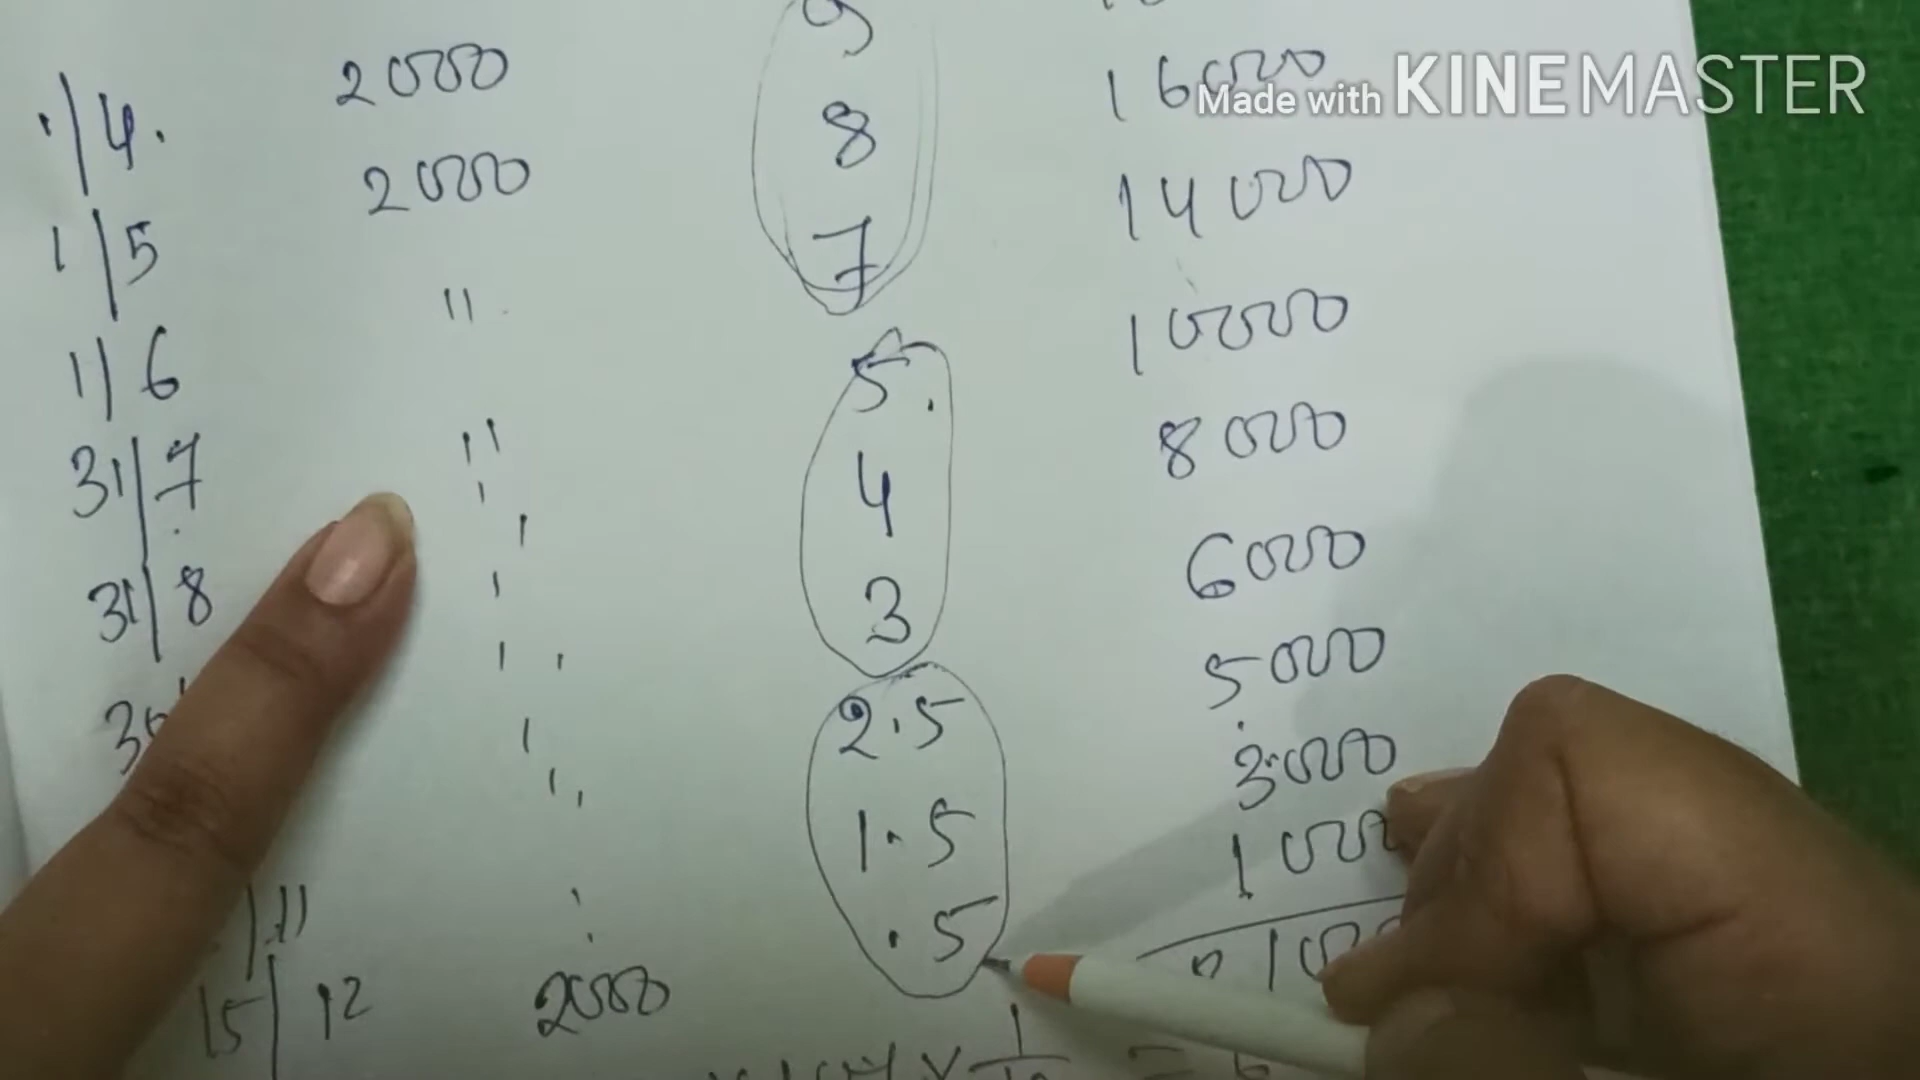 9
1/4. 2000 8 16000
Made with KINEMASTER
1/5 2000 7 14000
1/6 " 5. 10000
31/7 " 4 8000
31/8 3 6000
2.5 5000
1.5 3000
/11 .5 1000
15/12 2000